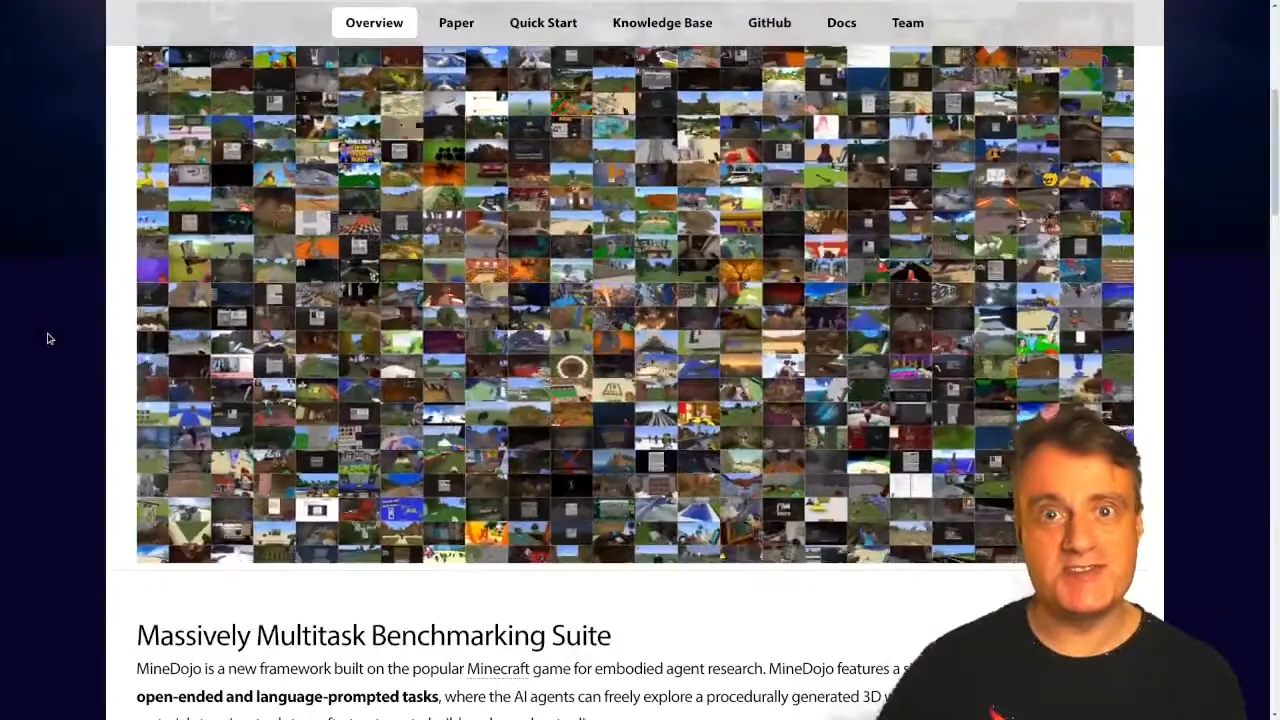 Overview Paper Quick Start Knowledge Base GitHub Docs Team
Massively Multitask Benchmarking Suite
MineDojo is a new framework built on the popular Minecraft game for embodied agent research. MineDojo features a
open-ended and language-prompted tasks, where the AI agents can freely explore a procedurally generated 3D